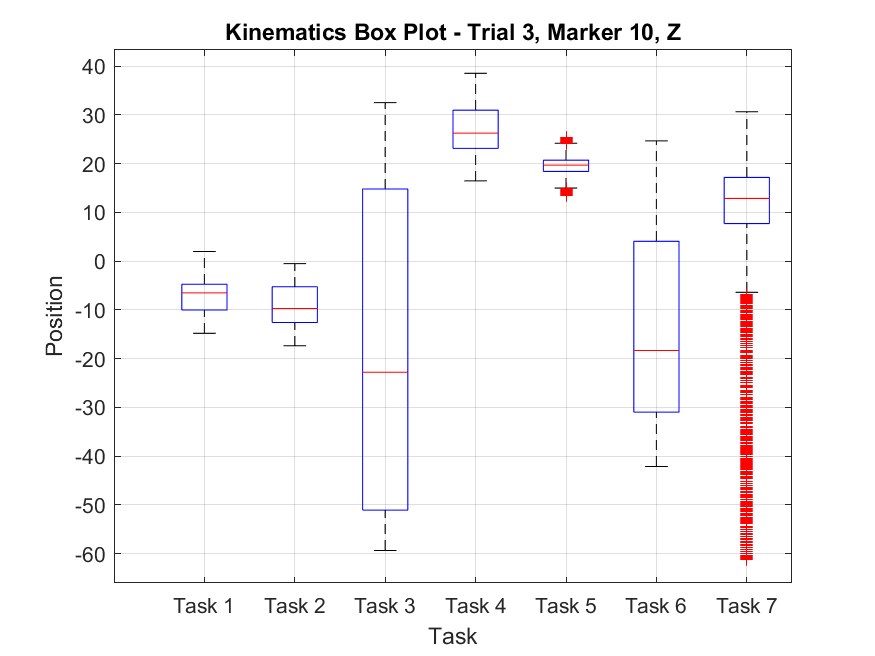 Kinematics Box Plot - Trial 3, Marker 10, Z
40
30
20
10
0
-10
-20
-30
-40
-50
-60
Position
Task 1 Task 2 Task 3 Task 4 Task 5 Task 6 Task 7
Task